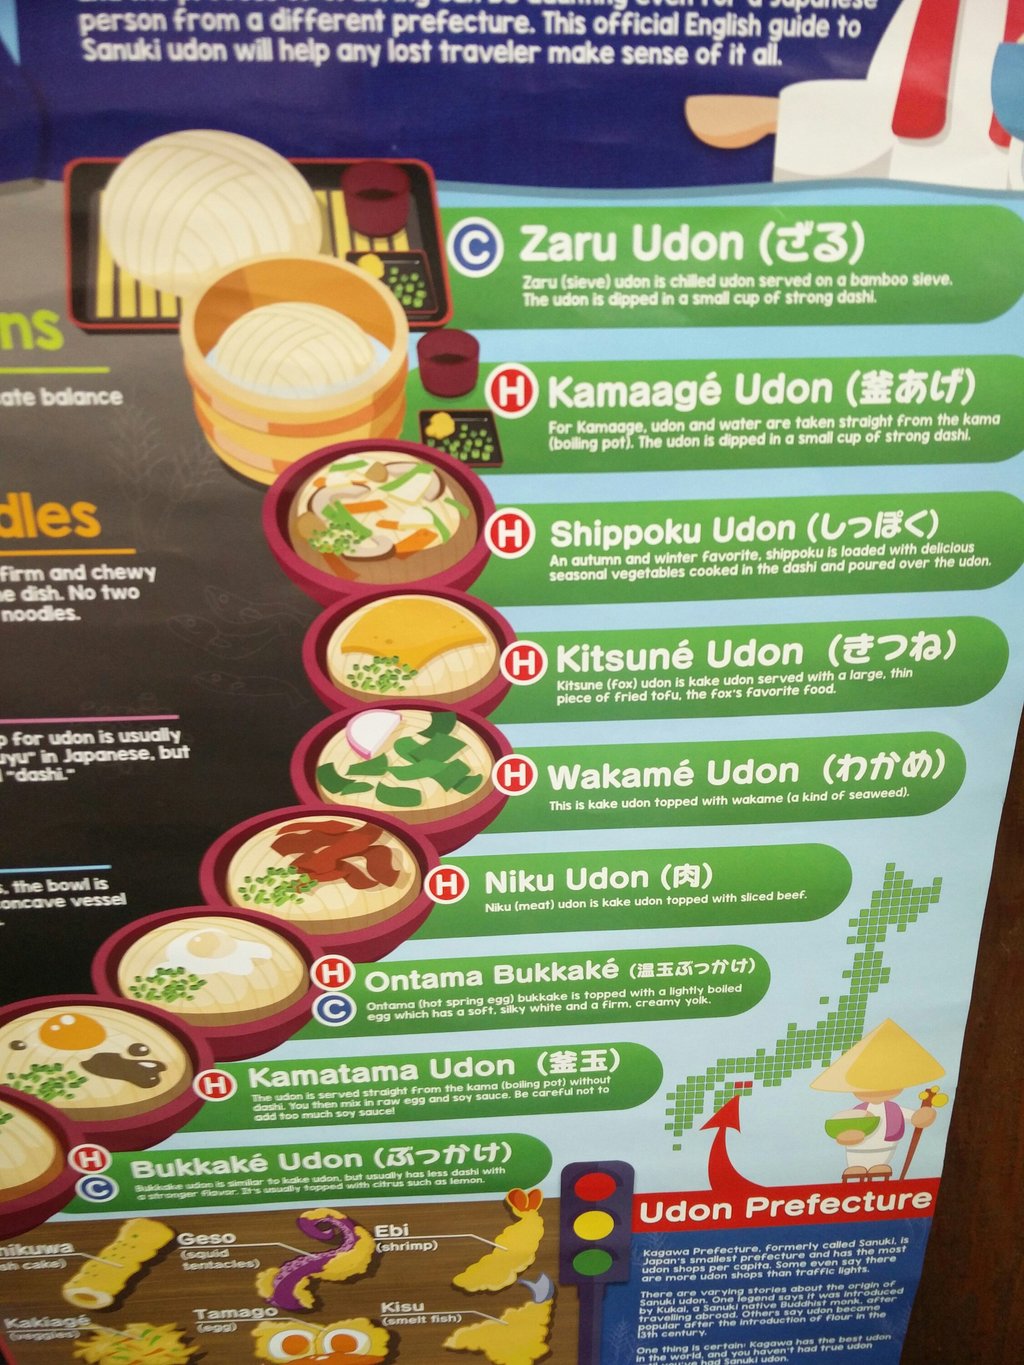 person from a different prefecture. This official English guide to
Sanuki udon will help any lost traveler make sense of it all.
C Zaru Udon (ざる)
Zaru (sieve) udon is chilled udon served on a bamboo sieve.
The udon is dipped in a small cup of strong dashi.
H Kamaagé Udon (釜あげ)
For Kamaage, udon and water are taken straight from the kama
(boiling pot). The udon is dipped in a small cup of strong dashi.
H Shippoku Udon (しっぽく)
An autumn and winter favorite, shippoku is loaded with delicious
seasonal vegetables cooked in the dashi and poured over the udon.
H Kitsuné Udon (きつね)
Kitsune (fox) udon is kake udon served with a large, thin
piece of fried tofu, the fox's favorite food.
H Wakamé Udon (わかめ)
This is kake udon topped with wakame (a kind of seaweed).
H Niku Udon (肉)
Niku (meat) udon is kake udon topped with sliced beef.
H C Ontama Bukkaké (温玉ぶっかけ)
Ontama (hot spring egg) bukkake is topped with a lightly boiled
egg which has a soft, silky white and a firm, creamy yolk.
H Kamatama Udon (釜玉)
The udon is served straight from the kama (boiling pot) without
dashi. You then mix in raw egg and soy sauce. Be careful not to
add too much soy sauce!
H C Bukkaké Udon (ぶっかけ)
Bukkake udon is similar to kake udon, but usually has less dashi with
a stronger flavor. It's usually topped with citrus such as lemon.
ns
ate balance
dles
firm and chewy
e dish. No two
noodles.
p for udon is usually
uyu" in Japanese, but
"dashi."
s, the bowl is
oncave vessel
hikuwa
sh cake)
Geso
(squid
tentacles)
Ebi
(shrimp)
Kakiagé
(veggies)
Tamago
(egg)
Kisu
(smelt fish)
Udon Prefecture
Kagawa Prefecture, formerly called Sanuki, is
Japan's smallest prefecture and has the most
udon shops per capita. Some even say there
are more udon shops than traffic lights.
There are varying stories about the origin of
Sanuki udon. One legend says it was introduced
by Kukai, a Sanuki native Buddhist monk, after
travelling abroad. Others say udon became
popular after the introduction of flour in the
13th century.
One thing is certain: Kagawa has the best udon
in the world, and you haven't had true udon
until you've had Sanuki udon.